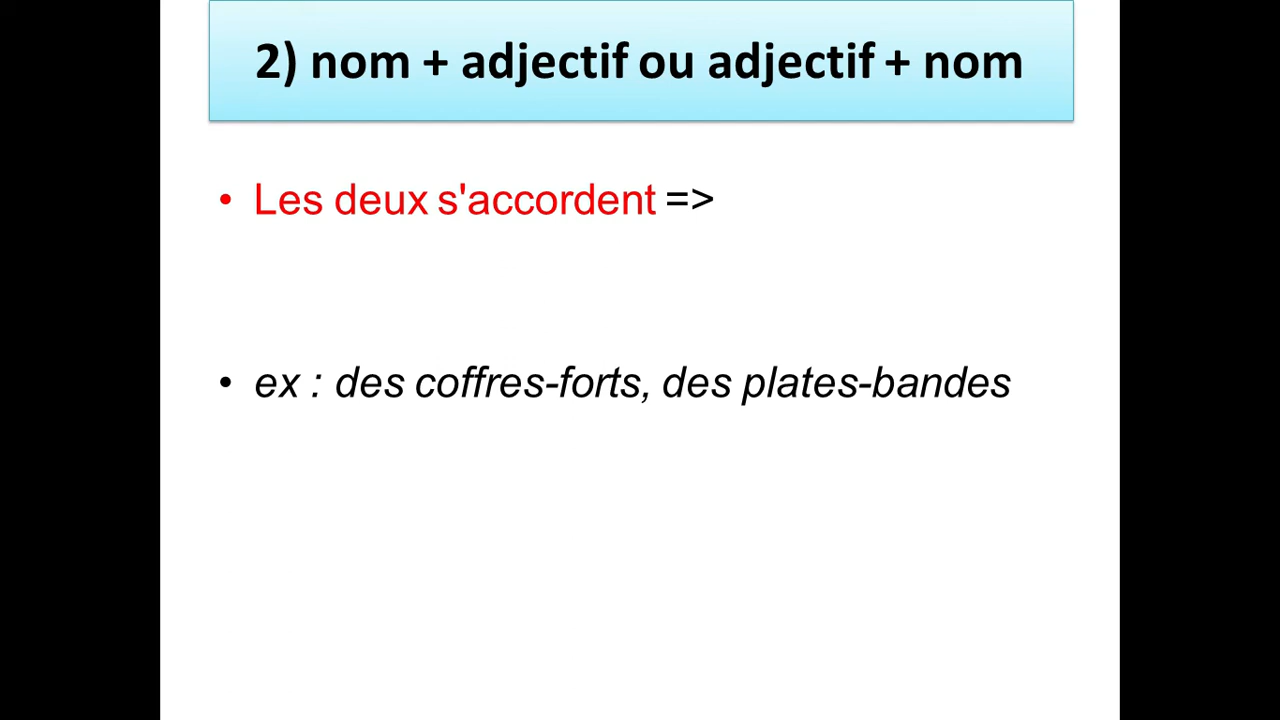 2) nom + adjectif ou adjectif + nom
• Les deux s'accordent =>
• ex : des coffres-forts, des plates-bandes